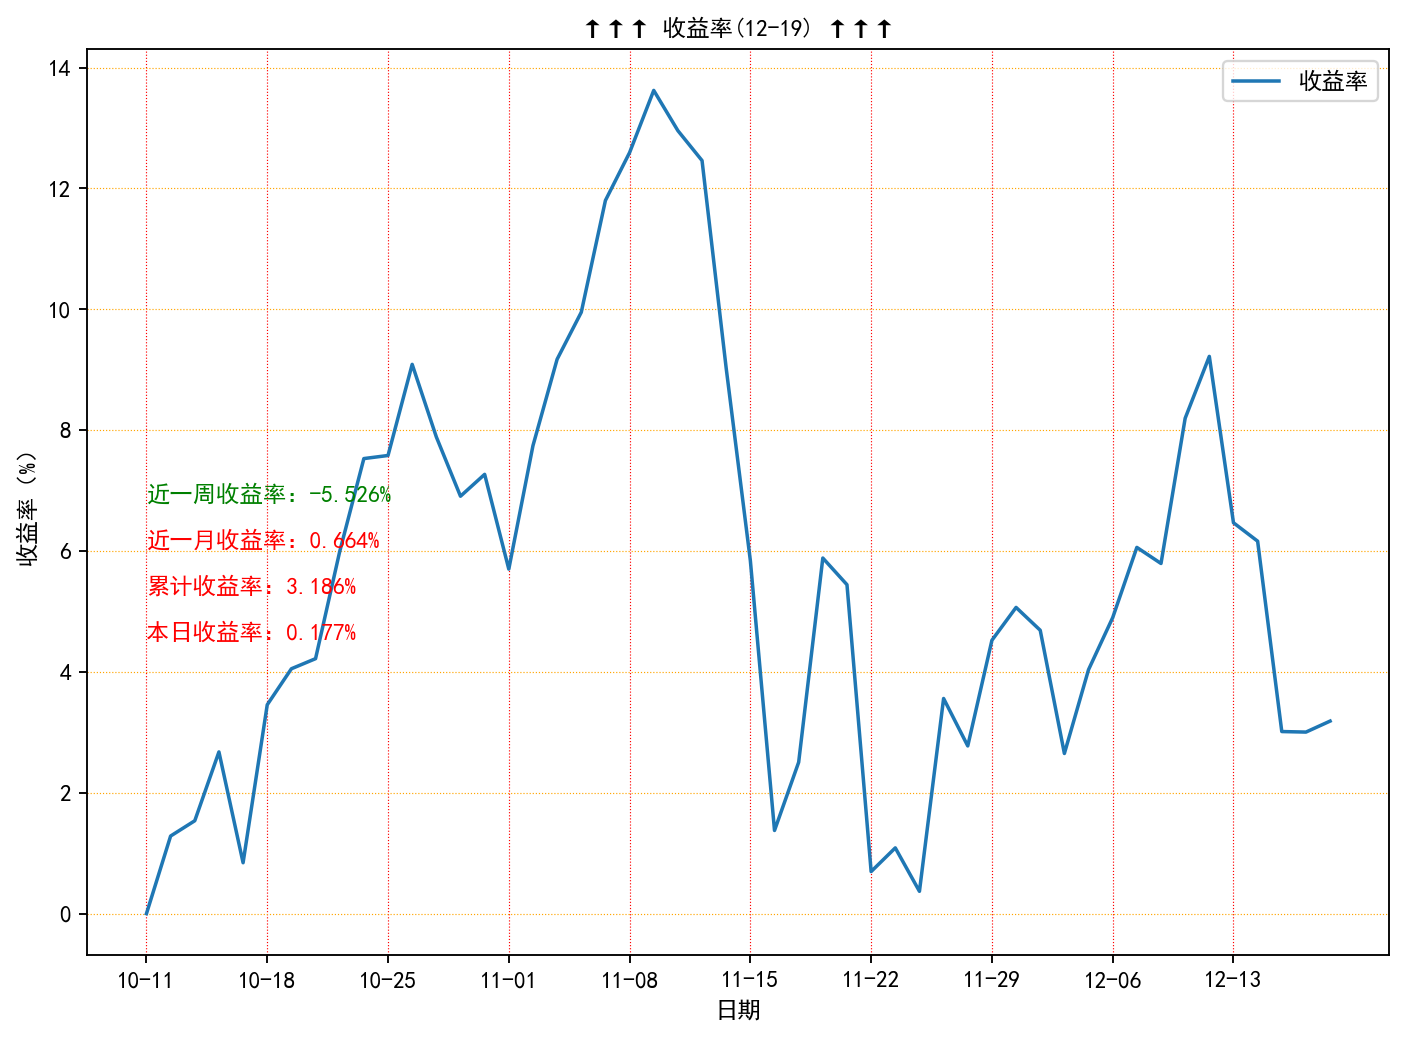 ↑↑↑ 收益率(12-19) ↑↑↑
收益率
14
12
10
8
6
4
2
0
收益率 (%)
近一周收益率：-5.526%
近一月收益率：0.664%
累计收益率：3.186%
本日收益率：0.177%
10-11 10-18 10-25 11-01 11-08 11-15 11-22 11-29 12-06 12-13
日期